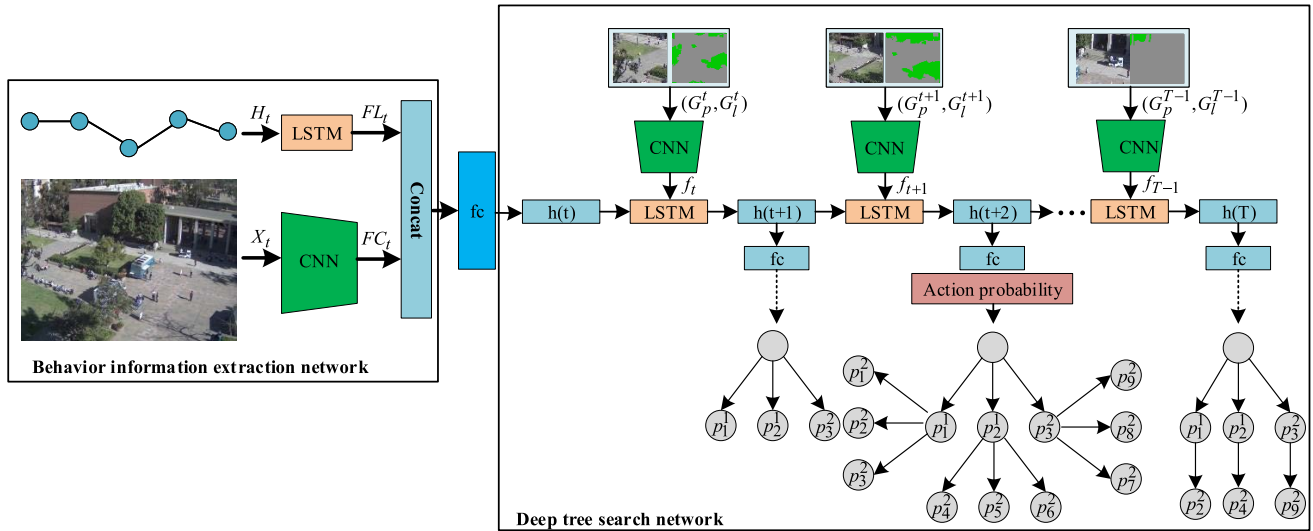 H_t
LSTM
FL_t
X_t
CNN
FC_t
Concat
Behavior information extraction network
fc
h(t)
(G_p^t, G_l^t)
CNN
f_t
LSTM
h(t+1)
fc
(G_p^{t+1}, G_l^{t+1})
CNN
f_{t+1}
LSTM
h(t+2)
fc
Action probability
(G_p^{T-1}, G_l^{T-1})
CNN
f_{T-1}
...
LSTM
h(T)
fc
p_1^1 p_2^1 p_3^2
p_1^2
p_2^2
p_3^2
p_1^1 p_2^1 p_3^2
p_9^2
p_8^2
p_7^2
p_4^2 p_5^2 p_6^2
p_1^1 p_2^1 p_3^2
p_2^2 p_4^2 p_9^2
Deep tree search network